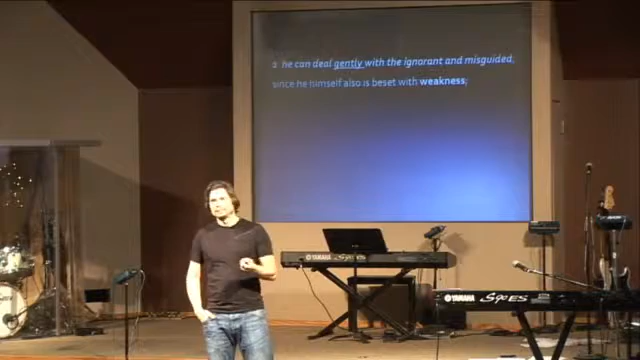 2 he can deal gently with the ignorant and misguided,
since he himself also is beset with weakness;
YAMAHA S90ES
YAMAHA S90ES